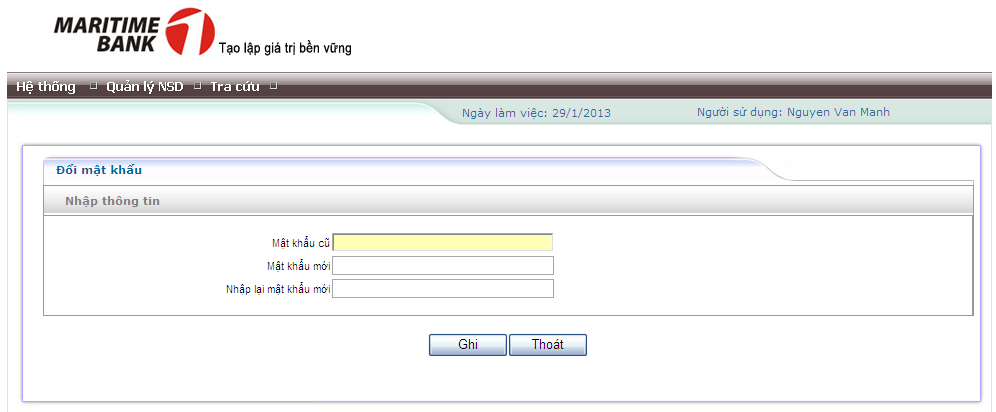 MARITIME
BANK
Tạo lập giá trị bền vững
Hệ thống Quản lý NSD Tra cứu
Ngày làm việc: 29/1/2013 Người sử dụng: Nguyen Van Manh
Đổi mật khẩu
Nhập thông tin
Mật khẩu cũ
Mật khẩu mới
Nhập lại mật khẩu mới
Ghi Thoát